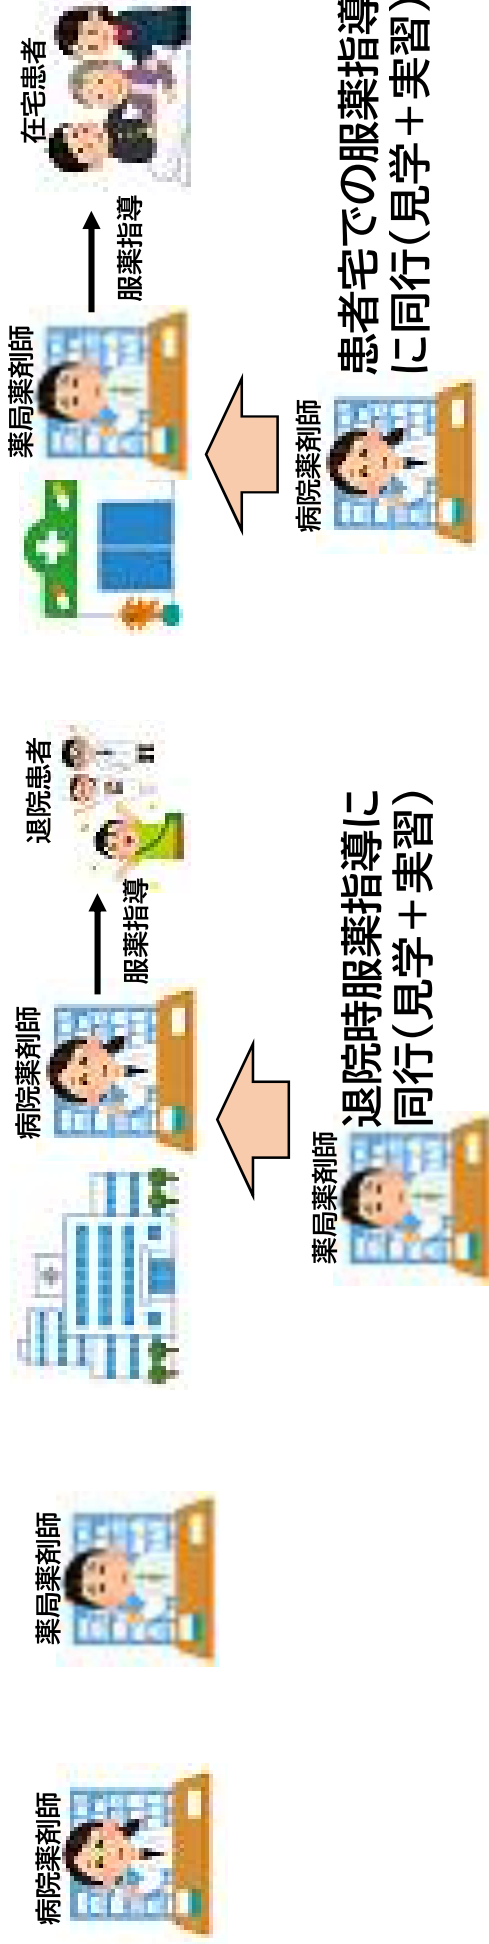 病院薬剤師
薬局薬剤師
病院薬剤師
退院患者
服薬指導
薬局薬剤師
退院時服薬指導に
同行(見学+実習)
薬局薬剤師
在宅患者
服薬指導
病院薬剤師
患者宅での服薬指導
に同行(見学+実習)